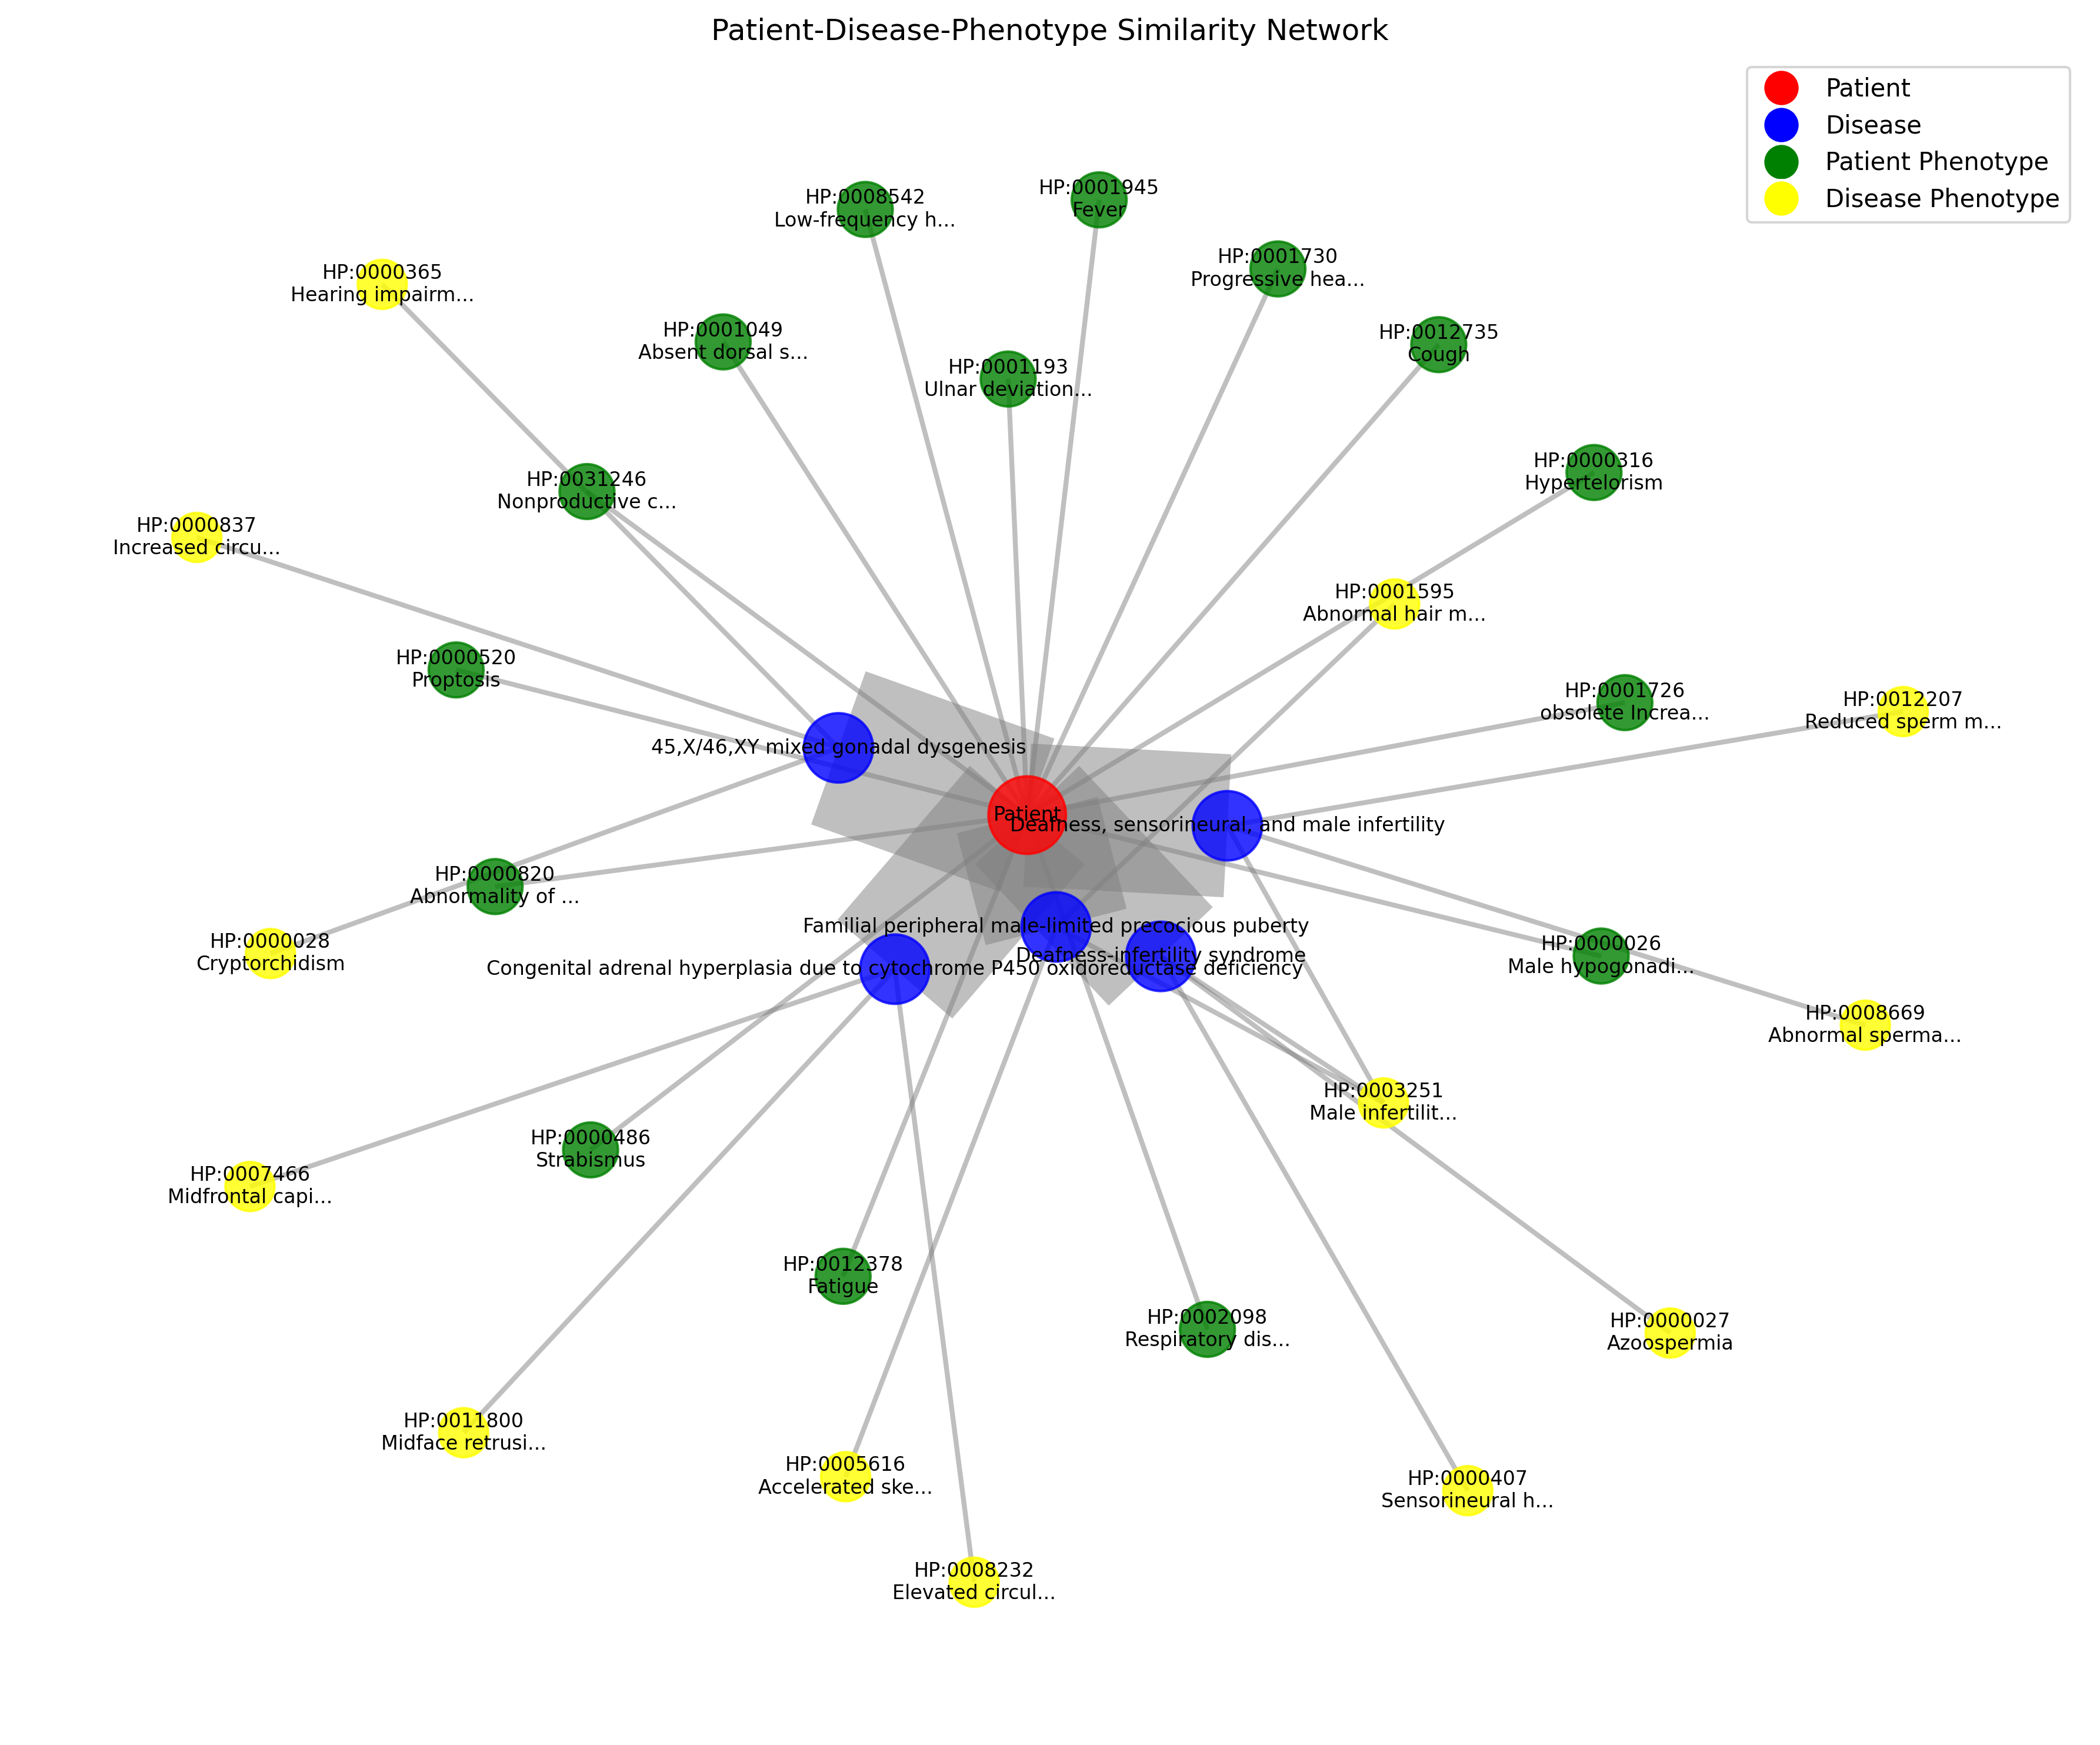 Patient-Disease-Phenotype Similarity Network
Patient
Disease
Patient Phenotype
Disease Phenotype
HP:0008542
Low-frequency h...
HP:0001945
Fever
HP:0001730
Progressive hea...
HP:0000365
Hearing impairm...
HP:0001049
Absent dorsal s...
HP:0012735
Cough
HP:0001193
Ulnar deviation...
HP:0000316
Hypertelorism
HP:0031246
Nonproductive c...
HP:0000837
Increased circu...
HP:0001595
Abnormal hair m...
HP:0000520
Proptosis
HP:0001726
obsolete Increa...
HP:0012207
Reduced sperm m...
45,X/46,XY mixed gonadal dysgenesis
Patient
Deafness, sensorineural, and male infertility
HP:0000820
Abnormality of ...
Familial peripheral male-limited precocious puberty
HP:0000028
Cryptorchidism
Deafness-infertility syndrome
HP:0000026
Male hypogonadi...
Congenital adrenal hyperplasia due to cytochrome P450 oxidoreductase deficiency
HP:0008669
Abnormal sperma...
HP:0003251
Male infertilit...
HP:0000486
Strabismus
HP:0007466
Midfrontal capi...
HP:0012378
Fatigue
HP:0002098
Respiratory dis...
HP:0000027
Azoospermia
HP:0011800
Midface retrusi...
HP:0005616
Accelerated ske...
HP:0000407
Sensorineural h...
HP:0008232
Elevated circul...